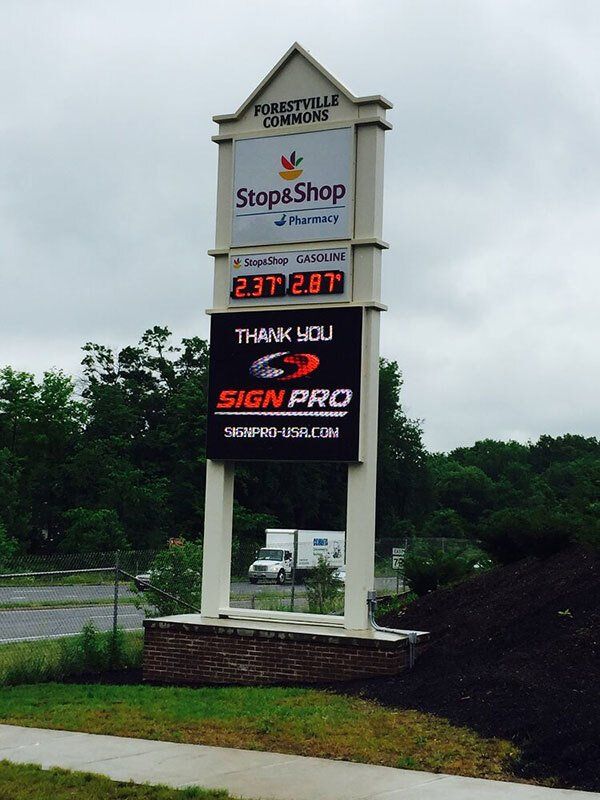 FORESTVILLE
COMMONS
Stop&Shop
Pharmacy
Stop&Shop GASOLINE
2.37⁹ 2.87⁹
THANK YOU
SIGN PRO
SIGNPRO-USA.COM